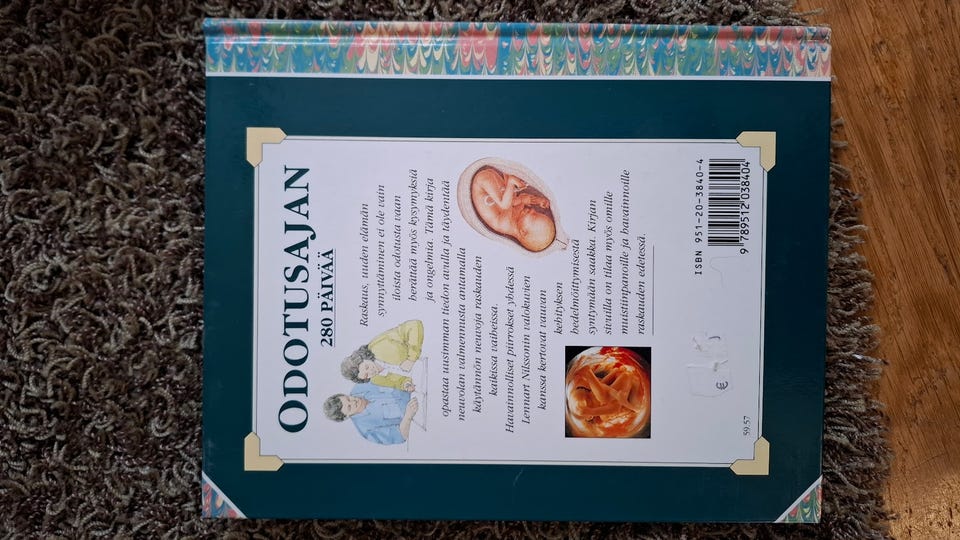 ODOTUSAJAN
280 PÄIVÄÄ
Raskaus, uuden elämän
synnyttäminen ei ole vain
iloista odotusta vaan
herättää myös kysymyksiä
ja ongelmia. Tämä kirja
opastaa uusimman tiedon avulla ja täydentää
neuvolan valmennusta antamalla
käytännön neuvoja raskauden
kaikissa vaiheissa.
Havainnolliset piirrokset yhdessä
Lennart Nilssonin valokuvien
kanssa kertovat vauvan
kehityksen
hedelmöittymisestä
syntymään saakka. Kirjan
sivuilla on tilaa myös omille
muistiinpanoille ja havainnoille
raskauden edetessä.
€
59.57
ISBN 951-20-3840-4
9 789512 038404